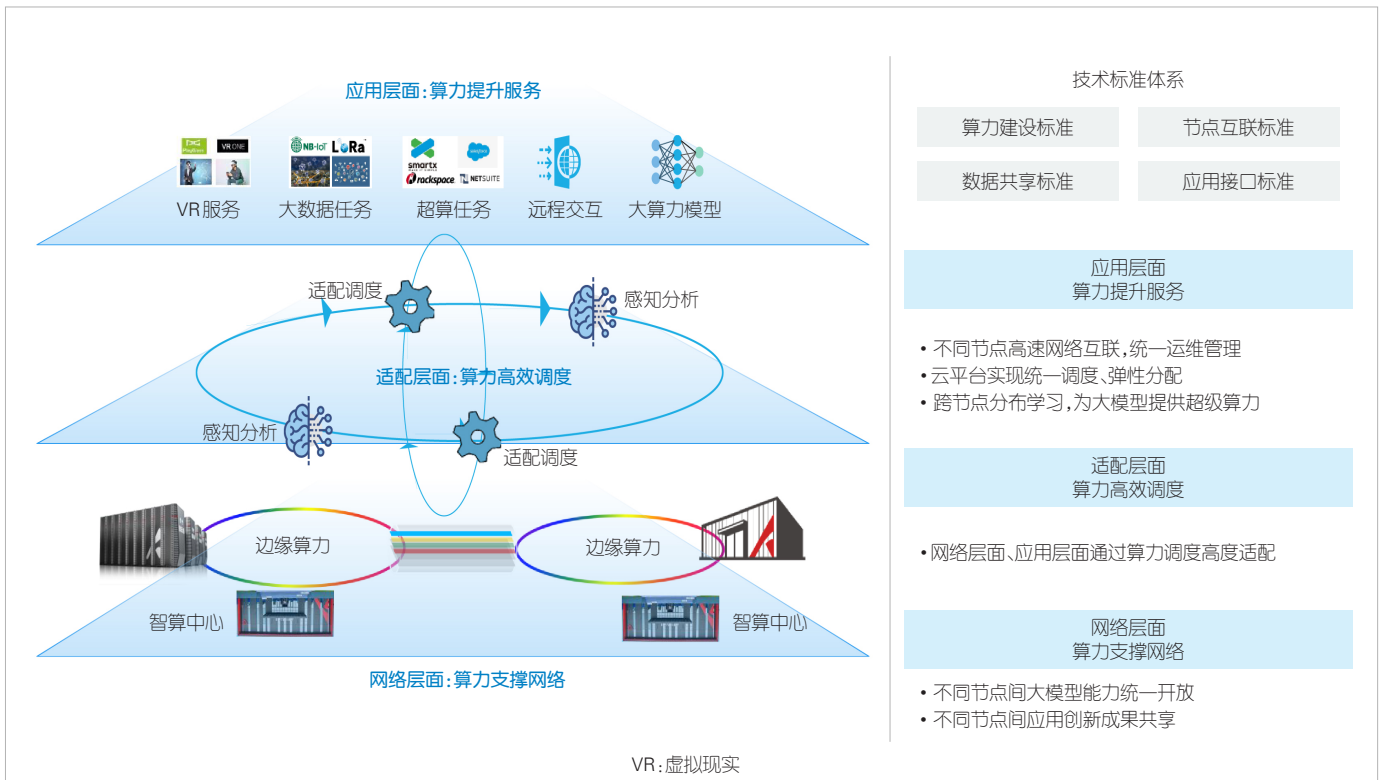 应用层面:算力提升服务
VR ONE
NB-IoT LoRa
smartx
rackspace
NETSUITE
VR服务
大数据任务
超算任务
远程交互
大算力模型
适配调度
感知分析
适配层面:算力高效调度
感知分析
适配调度
边缘算力
边缘算力
智算中心
智算中心
网络层面:算力支撑网络
技术标准体系
算力建设标准
节点互联标准
数据共享标准
应用接口标准
应用层面
算力提升服务
• 不同节点高速网络互联,统一运维管理
• 云平台实现统一调度、弹性分配
• 跨节点分布学习,为大模型提供超级算力
适配层面
算力高效调度
• 网络层面、应用层面通过算力调度高度适配
网络层面
算力支撑网络
• 不同节点间大模型能力统一开放
• 不同节点间应用创新成果共享
VR:虚拟现实